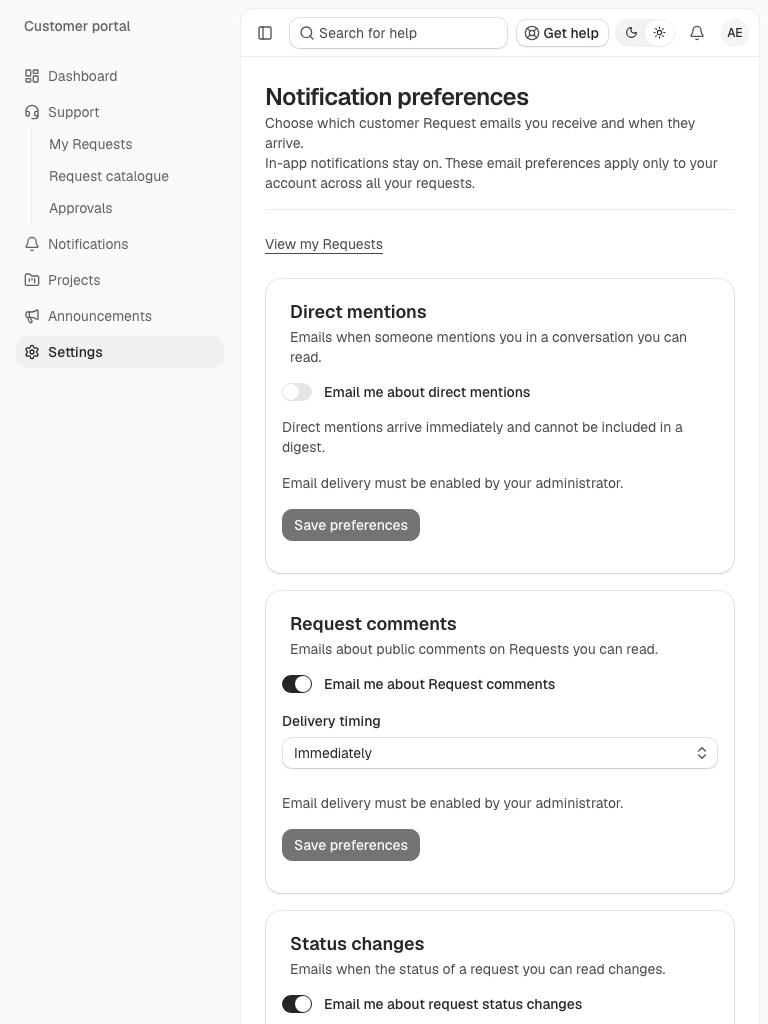 Customer portal
Dashboard
Support
My Requests
Request catalogue
Approvals
Notifications
Projects
Announcements
Settings
Search for help
Get help
AE
Notification preferences
Choose which customer Request emails you receive and when they
arrive.
In-app notifications stay on. These email preferences apply only to your
account across all your requests.
View my Requests
Direct mentions
Emails when someone mentions you in a conversation you can
read.
Email me about direct mentions
Direct mentions arrive immediately and cannot be included in a
digest.
Email delivery must be enabled by your administrator.
Save preferences
Request comments
Emails about public comments on Requests you can read.
Email me about Request comments
Delivery timing
Immediately
Email delivery must be enabled by your administrator.
Save preferences
Status changes
Emails when the status of a request you can read changes.
Email me about request status changes